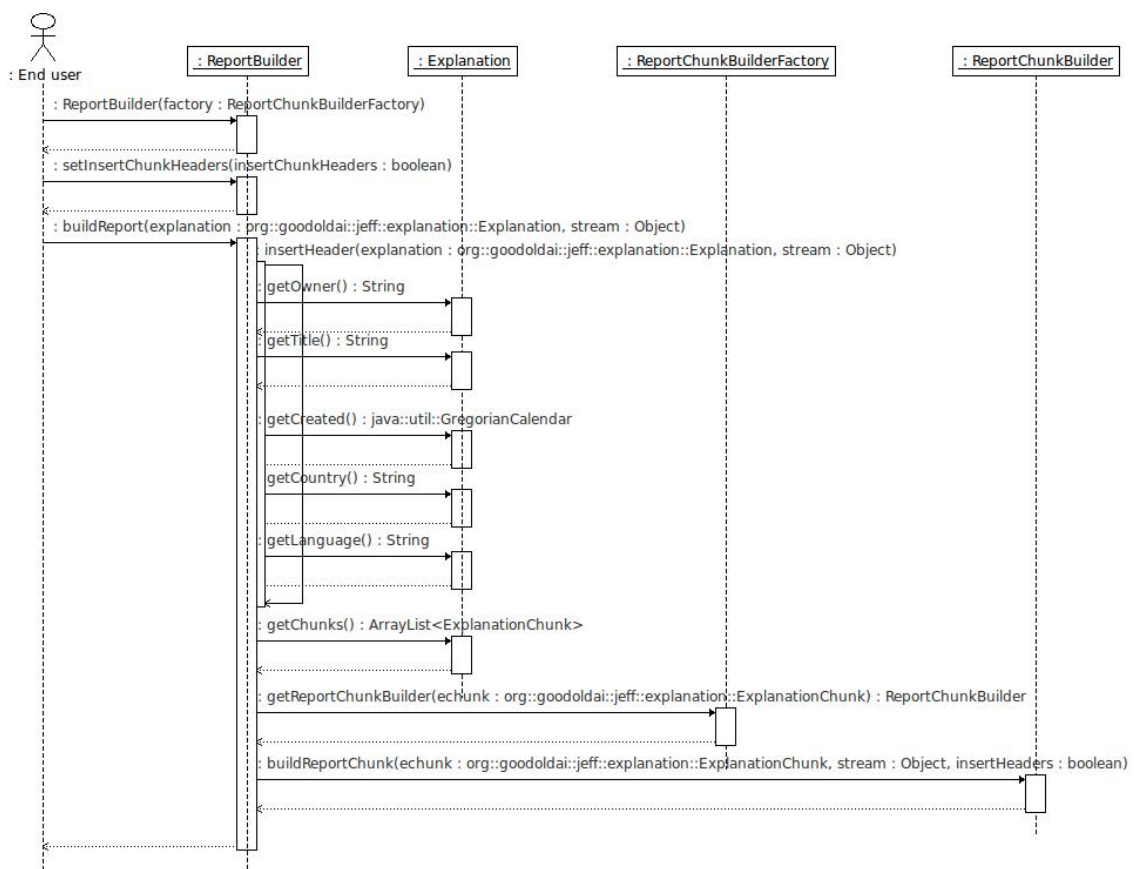 : End user
: ReportBuilder
: Explanation
: ReportChunkBuilderFactory
: ReportChunkBuilder
: ReportBuilder(factory : ReportChunkBuilderFactory)
: setInsertChunkHeaders(insertChunkHeaders : boolean)
: buildReport(explanation : org::goodoldai::jeff::explanation::Explanation, stream : Object)
: insertHeader(explanation : org::goodoldai::jeff::explanation::Explanation, stream : Object)
: getOwner() : String
: getTitle() : String
: getCreated() : java::util::GregorianCalendar
: getCountry() : String
: getLanguage() : String
: getChunks() : ArrayList<ExplanationChunk>
: getReportChunkBuilder(echunk : org::goodoldai::jeff::explanation::ExplanationChunk) : ReportChunkBuilder
: buildReportChunk(echunk : org::goodoldai::jeff::explanation::ExplanationChunk, stream : Object, insertHeaders : boolean)